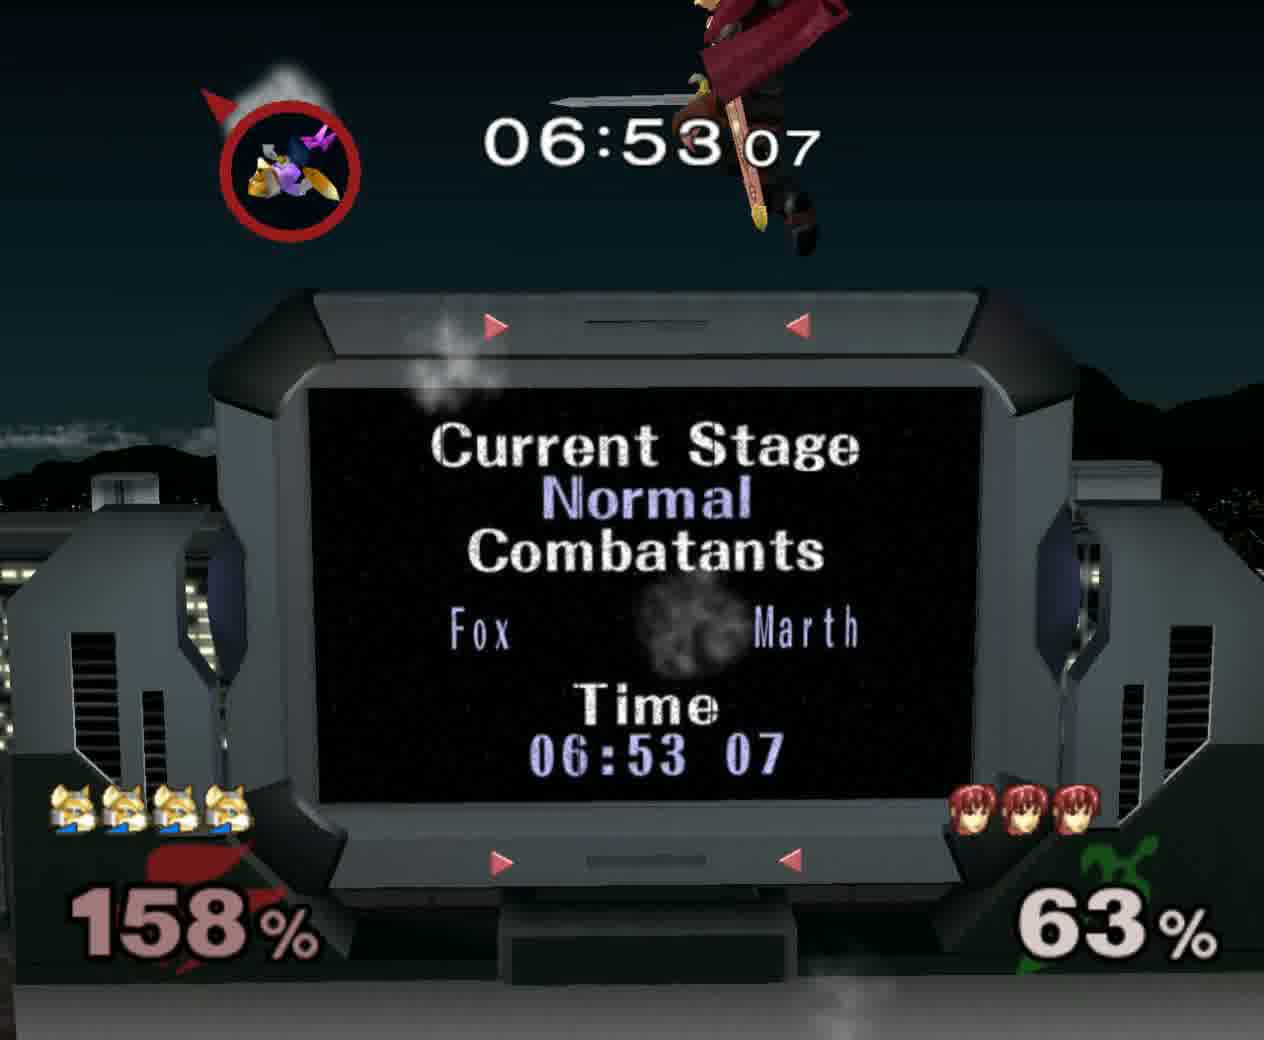 06:53 07
Current Stage
Normal
Combatants
Fox Marth
Time
06:53 07
158% 63%